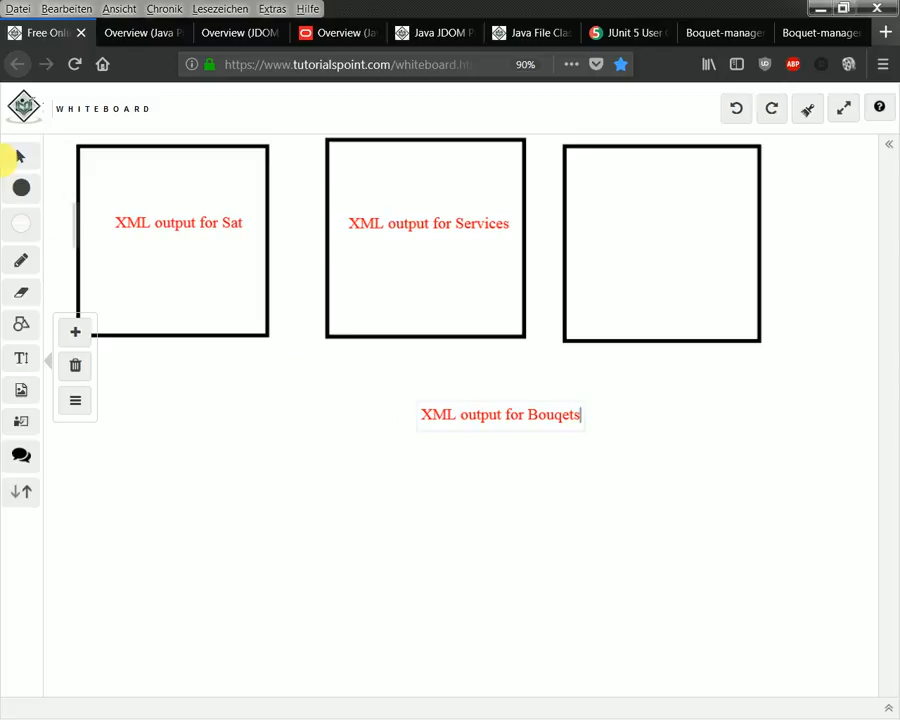 Datei Bearbeiten Ansicht Chronik Lesezeichen Extras Hilfe
Free Onli
Overview (Java P
Overview (JDOM
Overview (Ja
Java JDOM P
Java File Clas
JUnit 5 User G
Boquet-manage
Boquet-manage
https://www.tutorialspoint.com/whiteboard.htm
90%
ABP
WHITEBOARD
XML output for Sat
XML output for Services
T
XML output for Bouqets